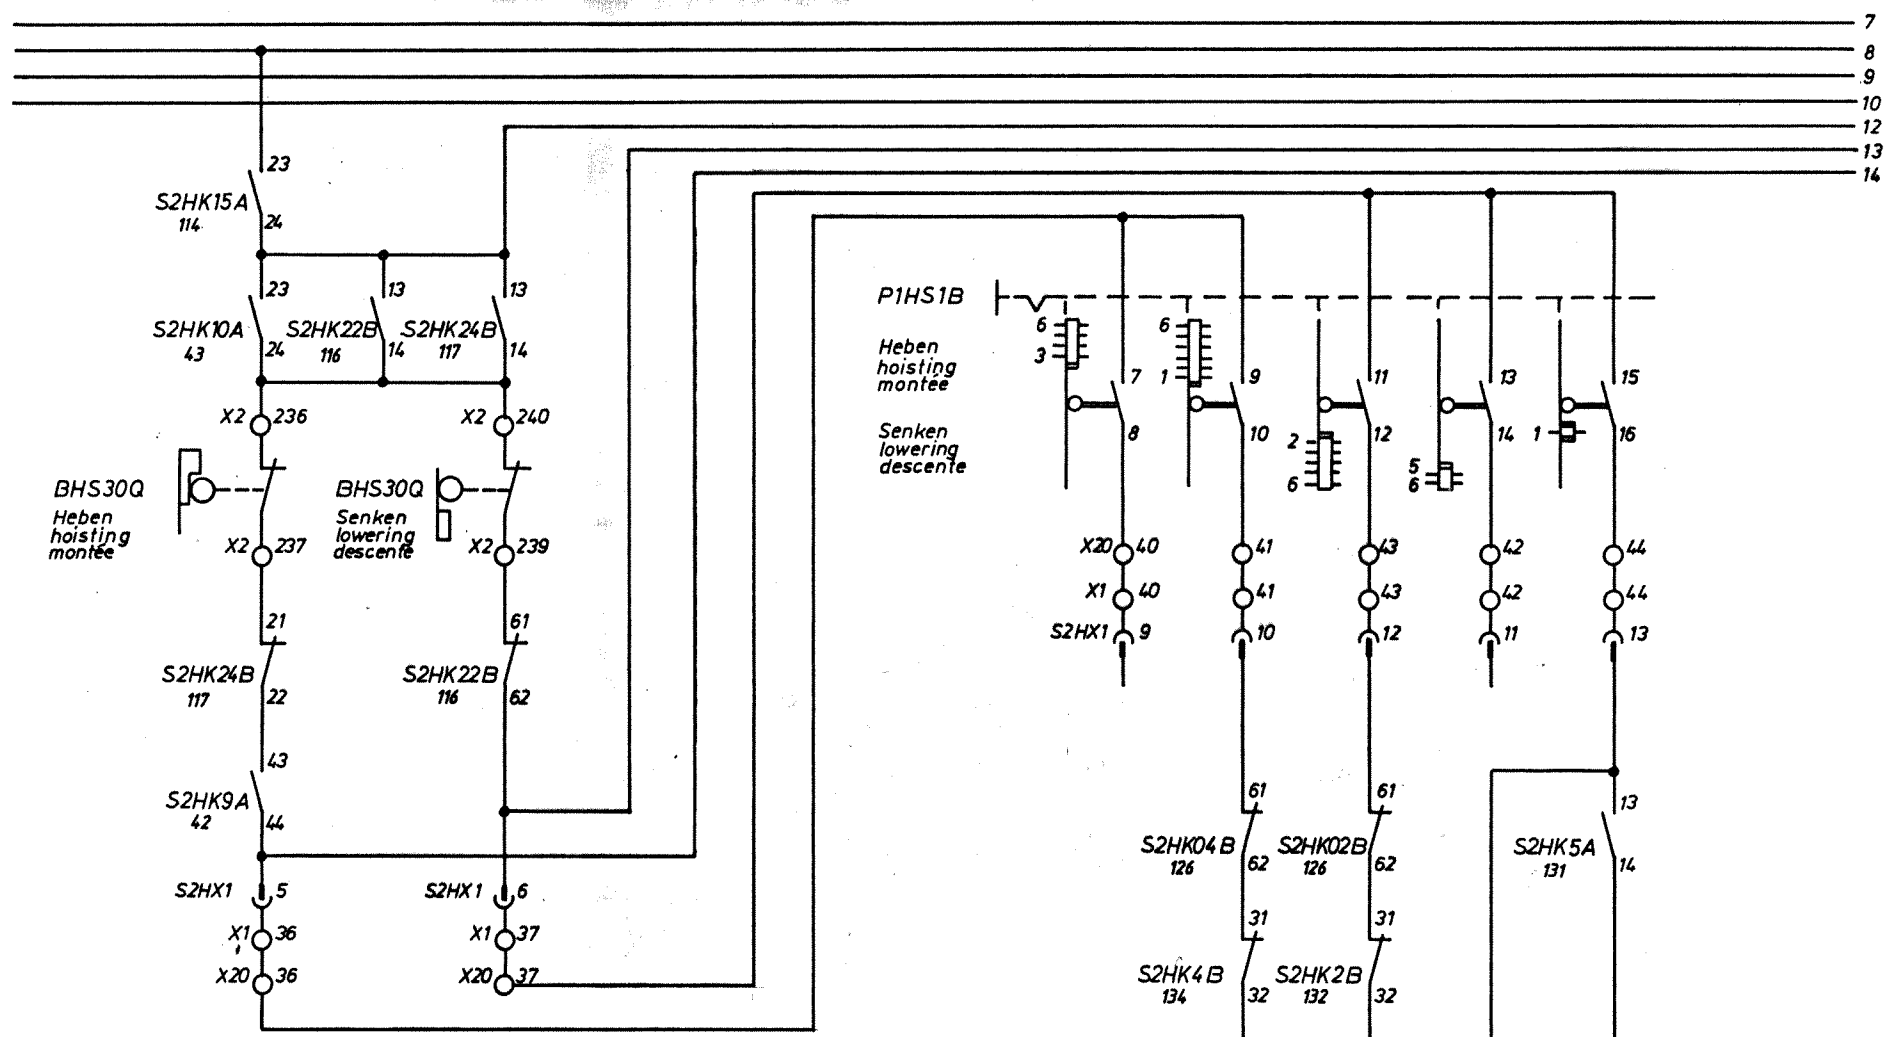 7
8
9
10
12
13
14
23
S2HK15A
114
24
23
13
13
S2HK10A
S2HK22B
S2HK24B
43
24
116
14
117
14
X2 236
X2 240
BHS30Q
Heben
hoisting
montée
BHS30Q
Senken
lowering
descente
X2 237
X2 239
21
61
S2HK24B
117
22
S2HK22B
116
62
43
S2HK9A
42
44
S2HX1 5
S2HX1 6
X1 36
X1 37
X20 36
X20 37
P1HS1B
Heben
hoisting
montée
Senken
lowering
descente
6
3
6
1
2
6
5
6
1
7
9
11
13
15
8
10
12
14
16
X20 40
41
43
42
44
X1 40
41
43
42
44
S2HX1 9
10
12
11
13
61
61
13
S2HK04B
126
62
S2HK02B
126
62
S2HK5A
131
14
31
31
S2HK4B
134
32
S2HK2B
132
32